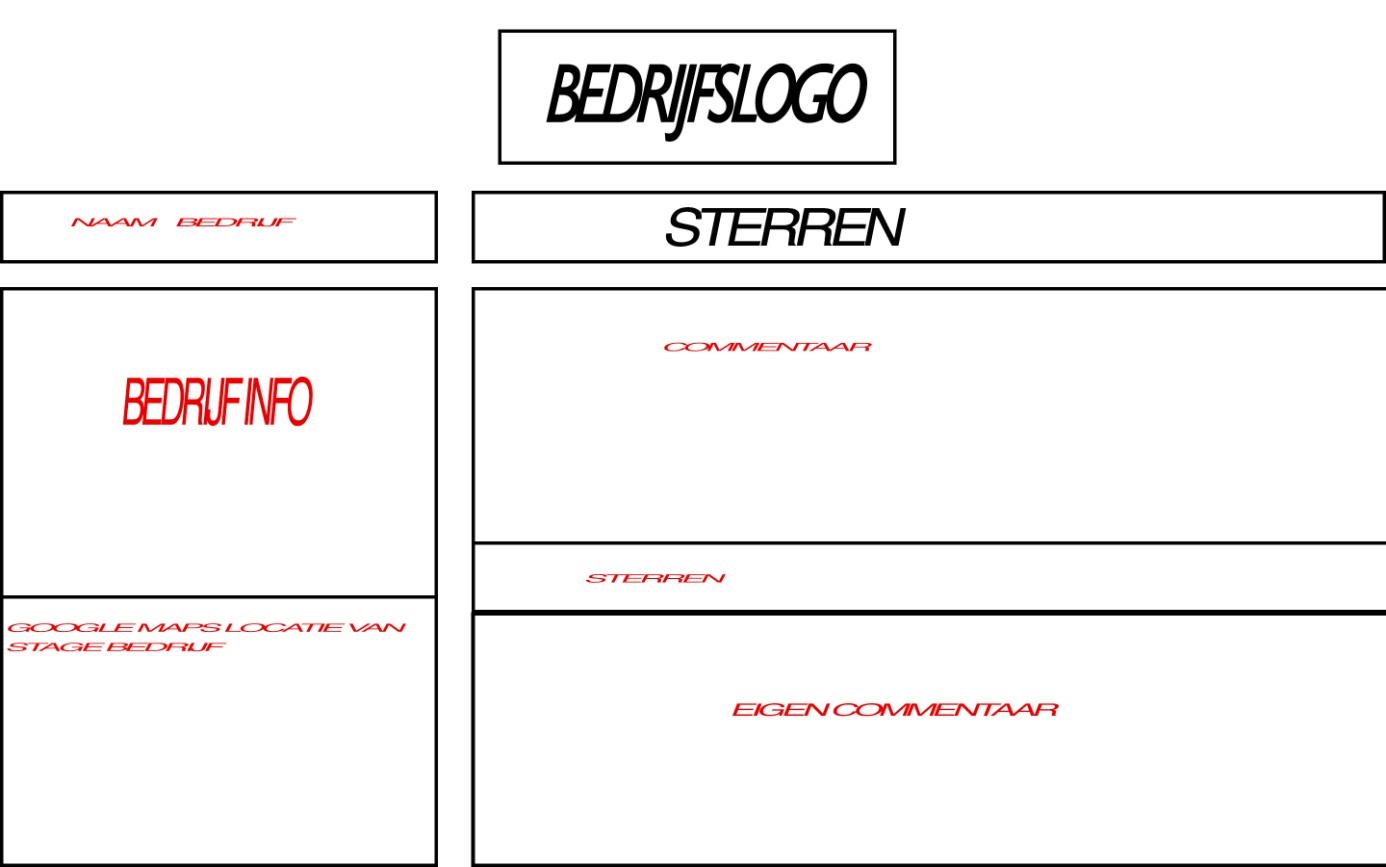 BEDRIJFSLOGO
NAAM BEDRIJF
STERREN
BEDRIJF INFO
COMMENTAAR
STERREN
GOOGLE MAPS LOCATIE VAN
STAGE BEDRIJF
EIGEN COMMENTAAR